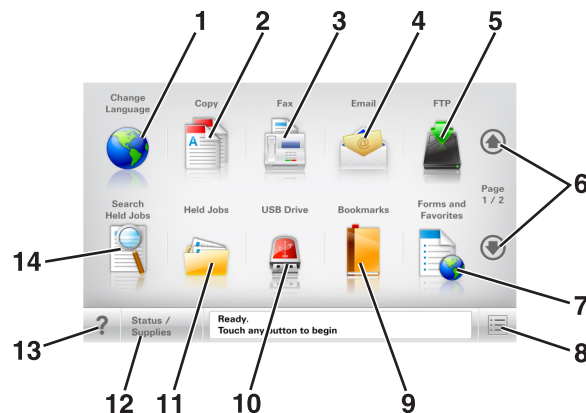 1 2 3 4 5
Change
Language
Copy
Fax
Email
FTP
A
@
6
Page
1 / 2
Search
Held Jobs
Held Jobs
USB Drive
Bookmarks
Forms and
Favorites
14
7
?
Status /
Supplies
Ready.
Touch any button to begin
13
12
11
10
9
8